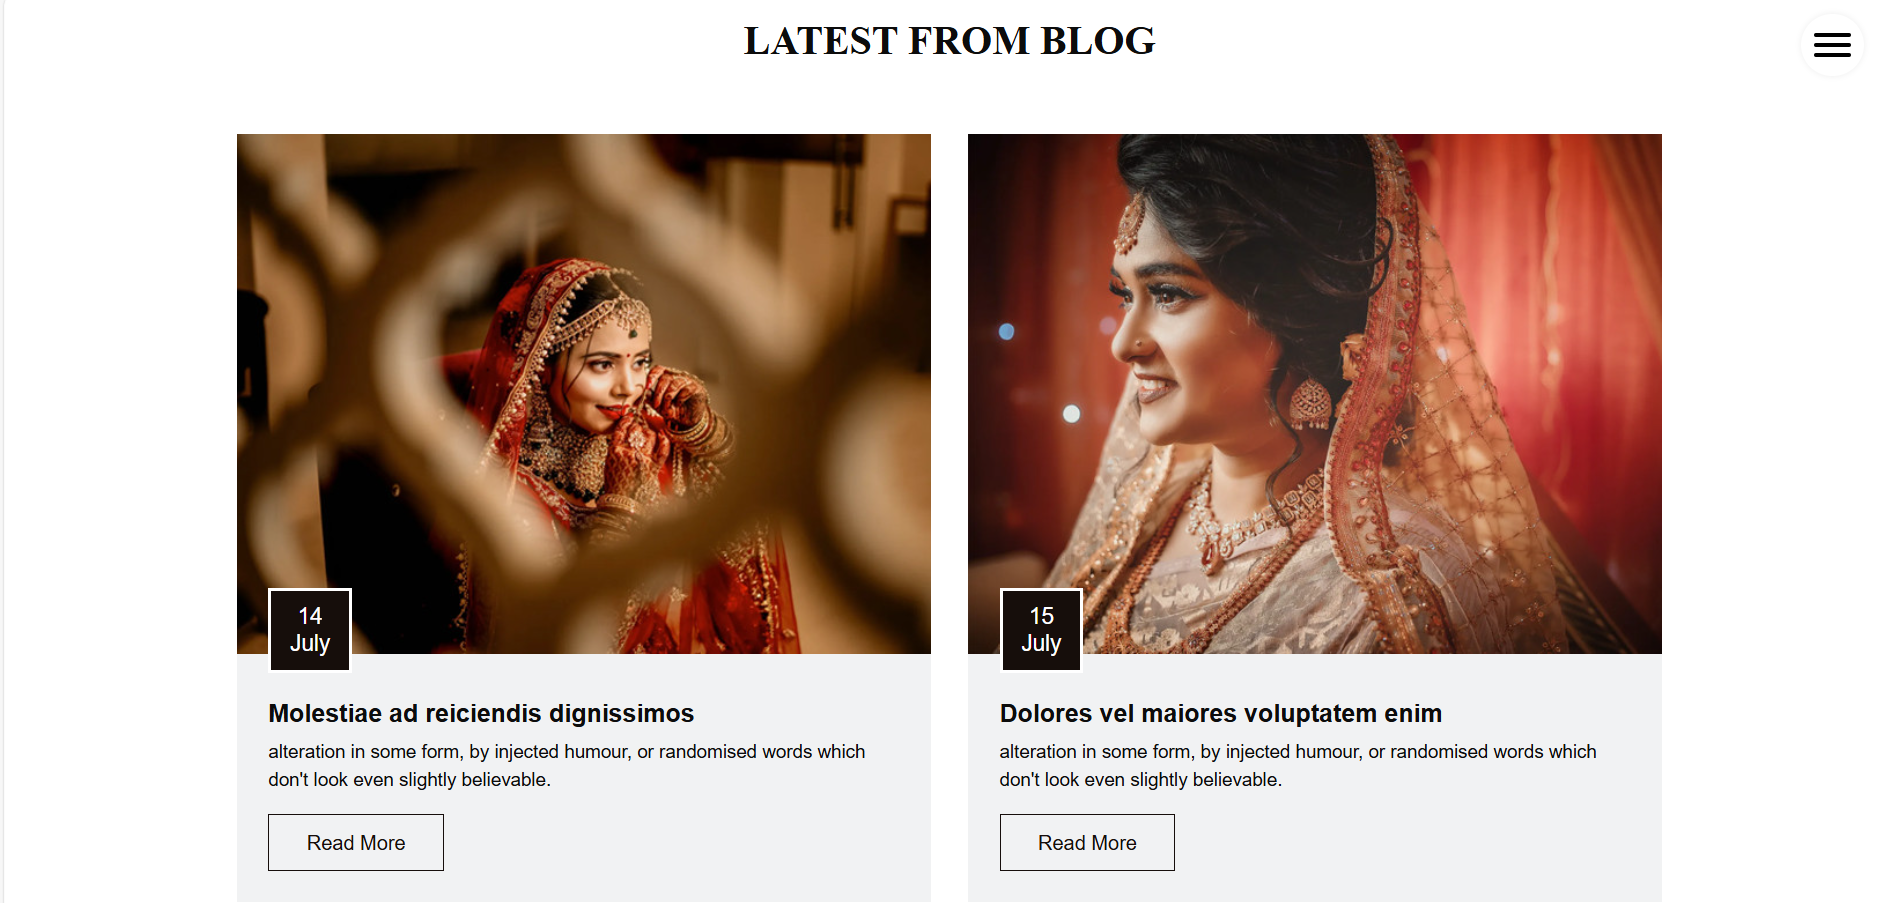 LATEST FROM BLOG
14
July
Molestiae ad reiciendis dignissimos
alteration in some form, by injected humour, or randomised words which
don't look even slightly believable.
Read More
15
July
Dolores vel maiores voluptatem enim
alteration in some form, by injected humour, or randomised words which
don't look even slightly believable.
Read More